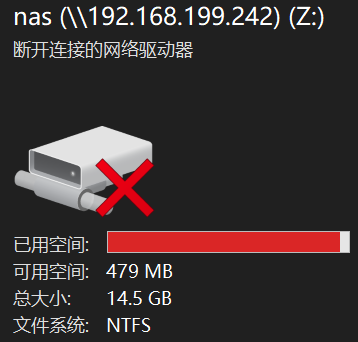 nas (\\192.168.199.242) (Z:)
断开连接的网络驱动器
已用空间:
可用空间: 479 MB
总大小: 14.5 GB
文件系统: NTFS